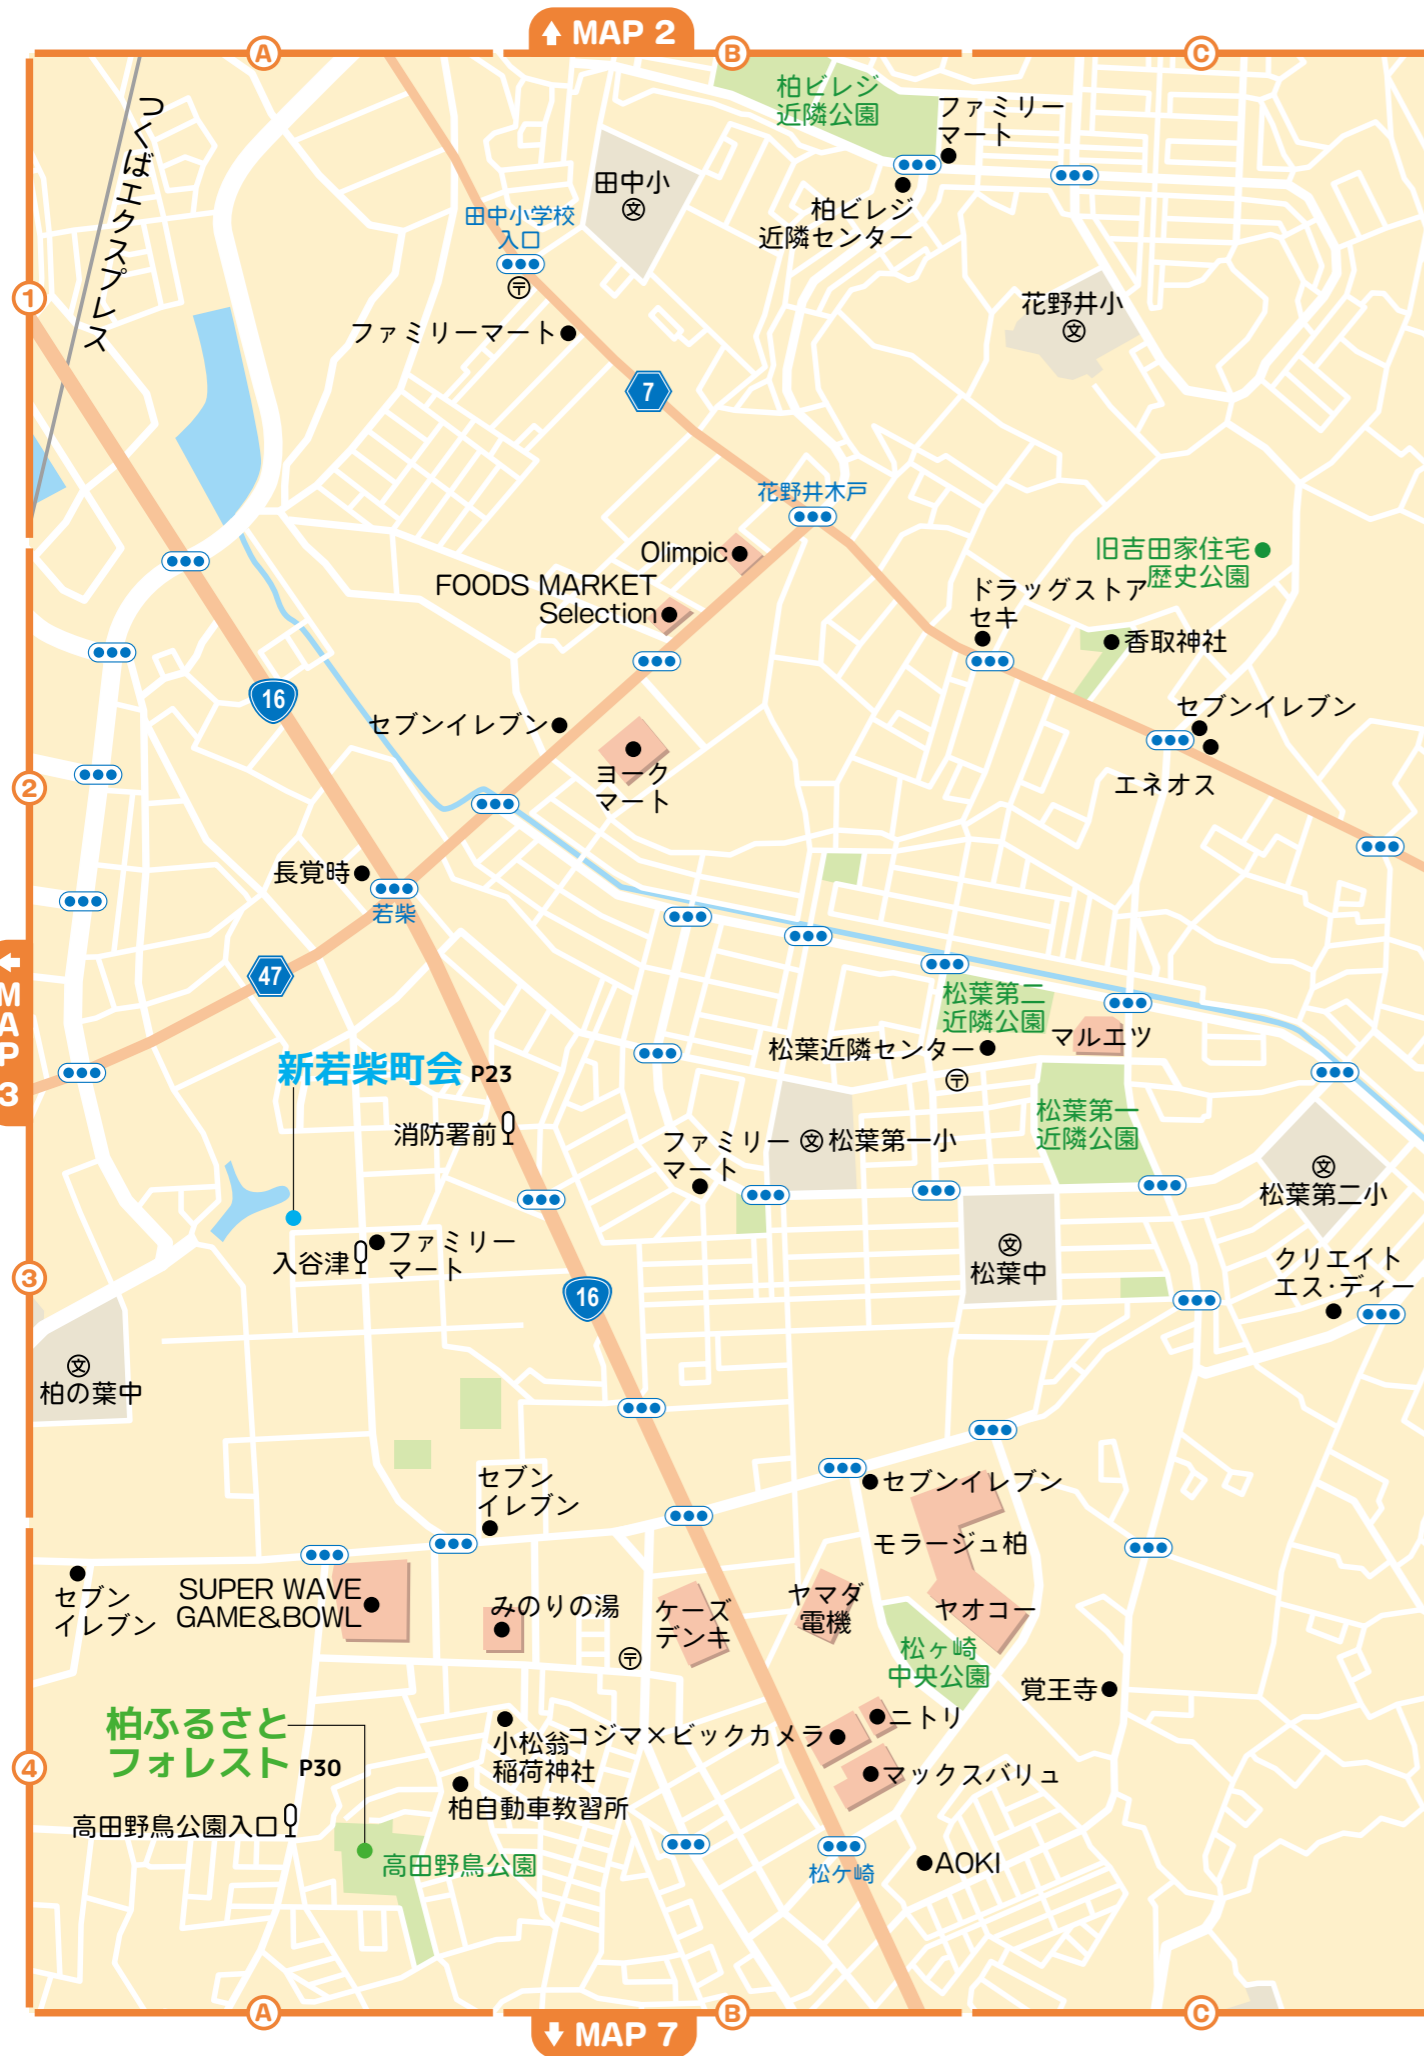 MAP 2
A
B
C
つくばエクスプレス
柏ビレジ
近隣公園
ファミリー
マート
田中小
文
柏ビレジ
近隣センター
田中小学校
入口
〒
1
花野井小
文
ファミリーマート
7
花野井木戸
Olimpic
FOODS MARKET
Selection
旧吉田家住宅
歴史公園
ドラッグストア
セキ
香取神社
16
セブンイレブン
セブンイレブン
ヨーク
マート
エネオス
2
長覚時
若柴
47
MAP 3
松葉第二
近隣公園
マルエツ
松葉近隣センター
〒
新若柴町会 P23
消防署前
松葉第一
近隣公園
ファミリー
マート
文 松葉第一小
文
松葉第二小
入谷津
ファミリー
マート
文
松葉中
クリエイト
エス・ディー
3
16
文
柏の葉中
セブン
イレブン
セブンイレブン
モラージュ柏
セブン
イレブン
SUPER WAVE
GAME&BOWL
みのりの湯
ケーズ
デンキ
ヤマダ
電機
ヤオコー
〒
松ヶ崎
中央公園
覚王寺
柏ふるさと
フォレスト P30
小松翁
稲荷神社
コジマ×ビックカメラ
ニトリ
4
マックスバリュ
柏自動車教習所
高田野鳥公園入口
高田野鳥公園
松ケ崎
AOKI
A
B
C
MAP 7